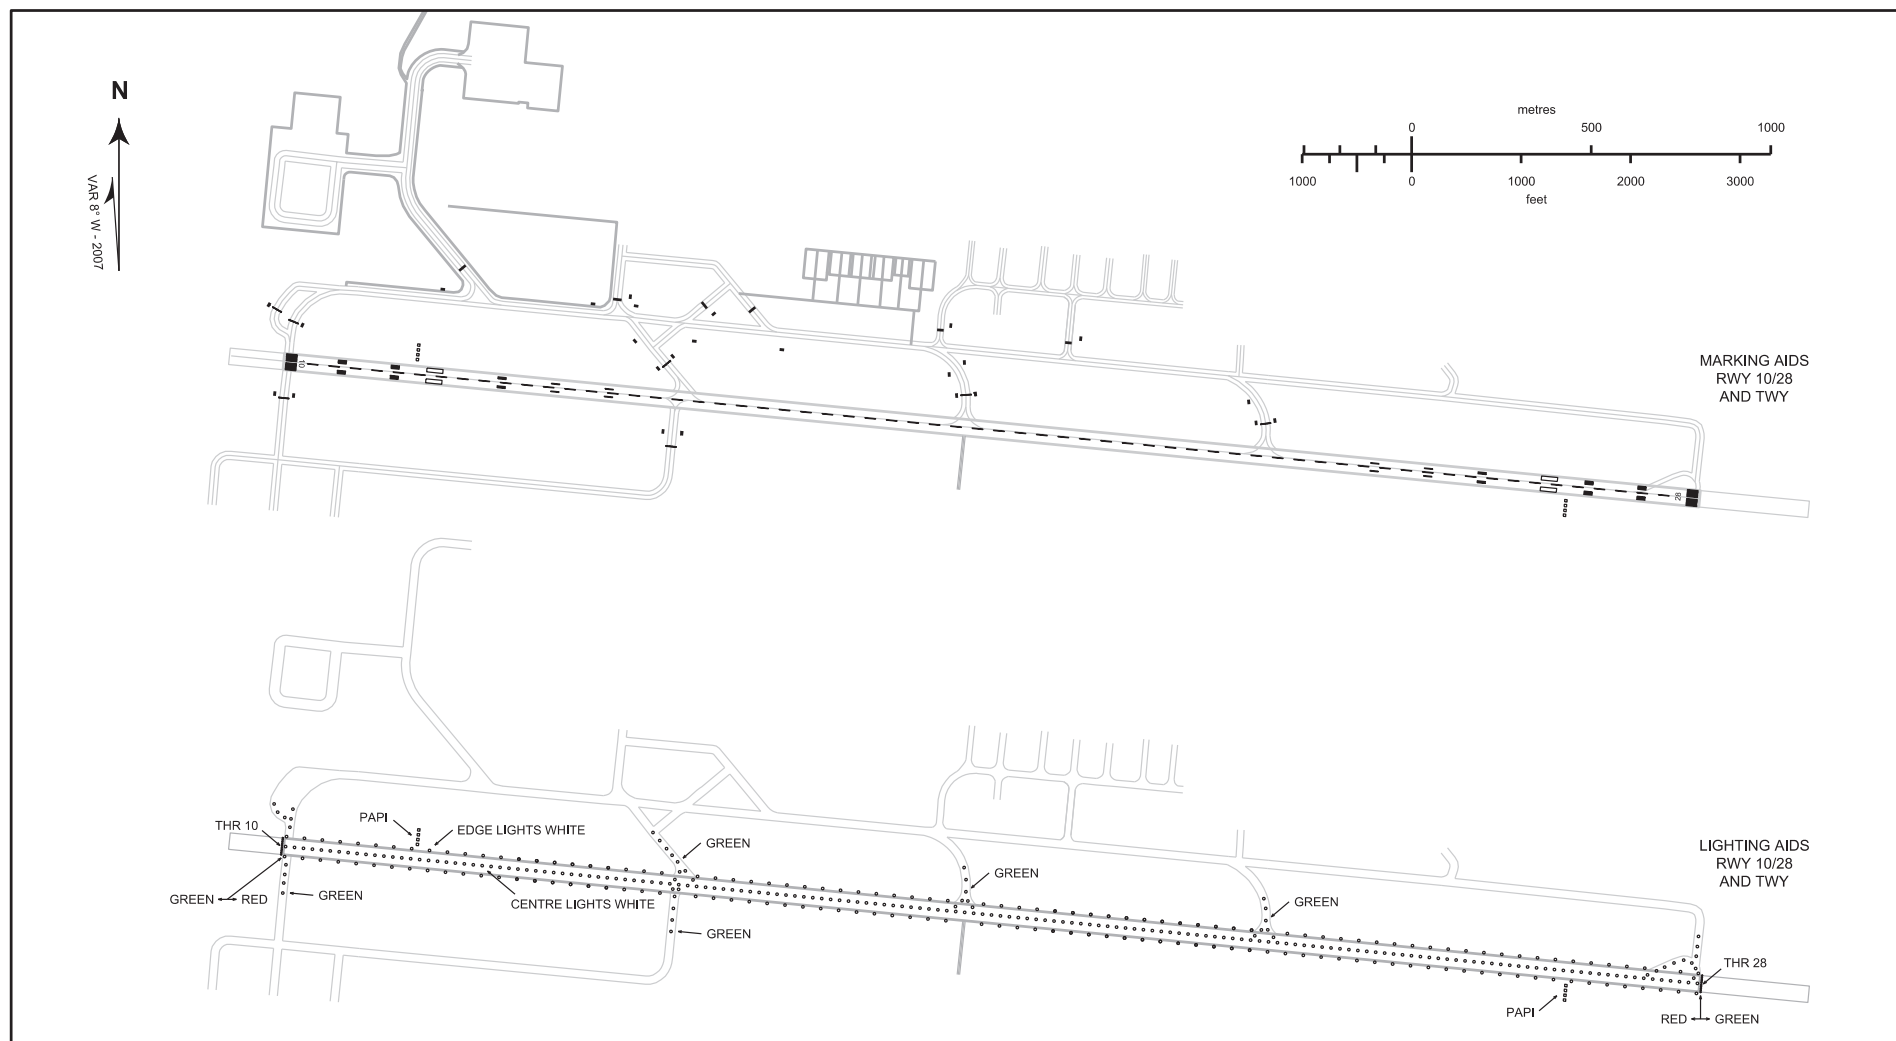 N
VAR 8° W - 2007
metres
0 500 1000
1000 0 1000 2000 3000
feet
MARKING AIDS
RWY 10/28
AND TWY
10
28
THR 10
PAPI
EDGE LIGHTS WHITE
GREEN
GREEN
GREEN
GREEN RED
GREEN
CENTRE LIGHTS WHITE
GREEN
LIGHTING AIDS
RWY 10/28
AND TWY
THR 28
PAPI
RED GREEN